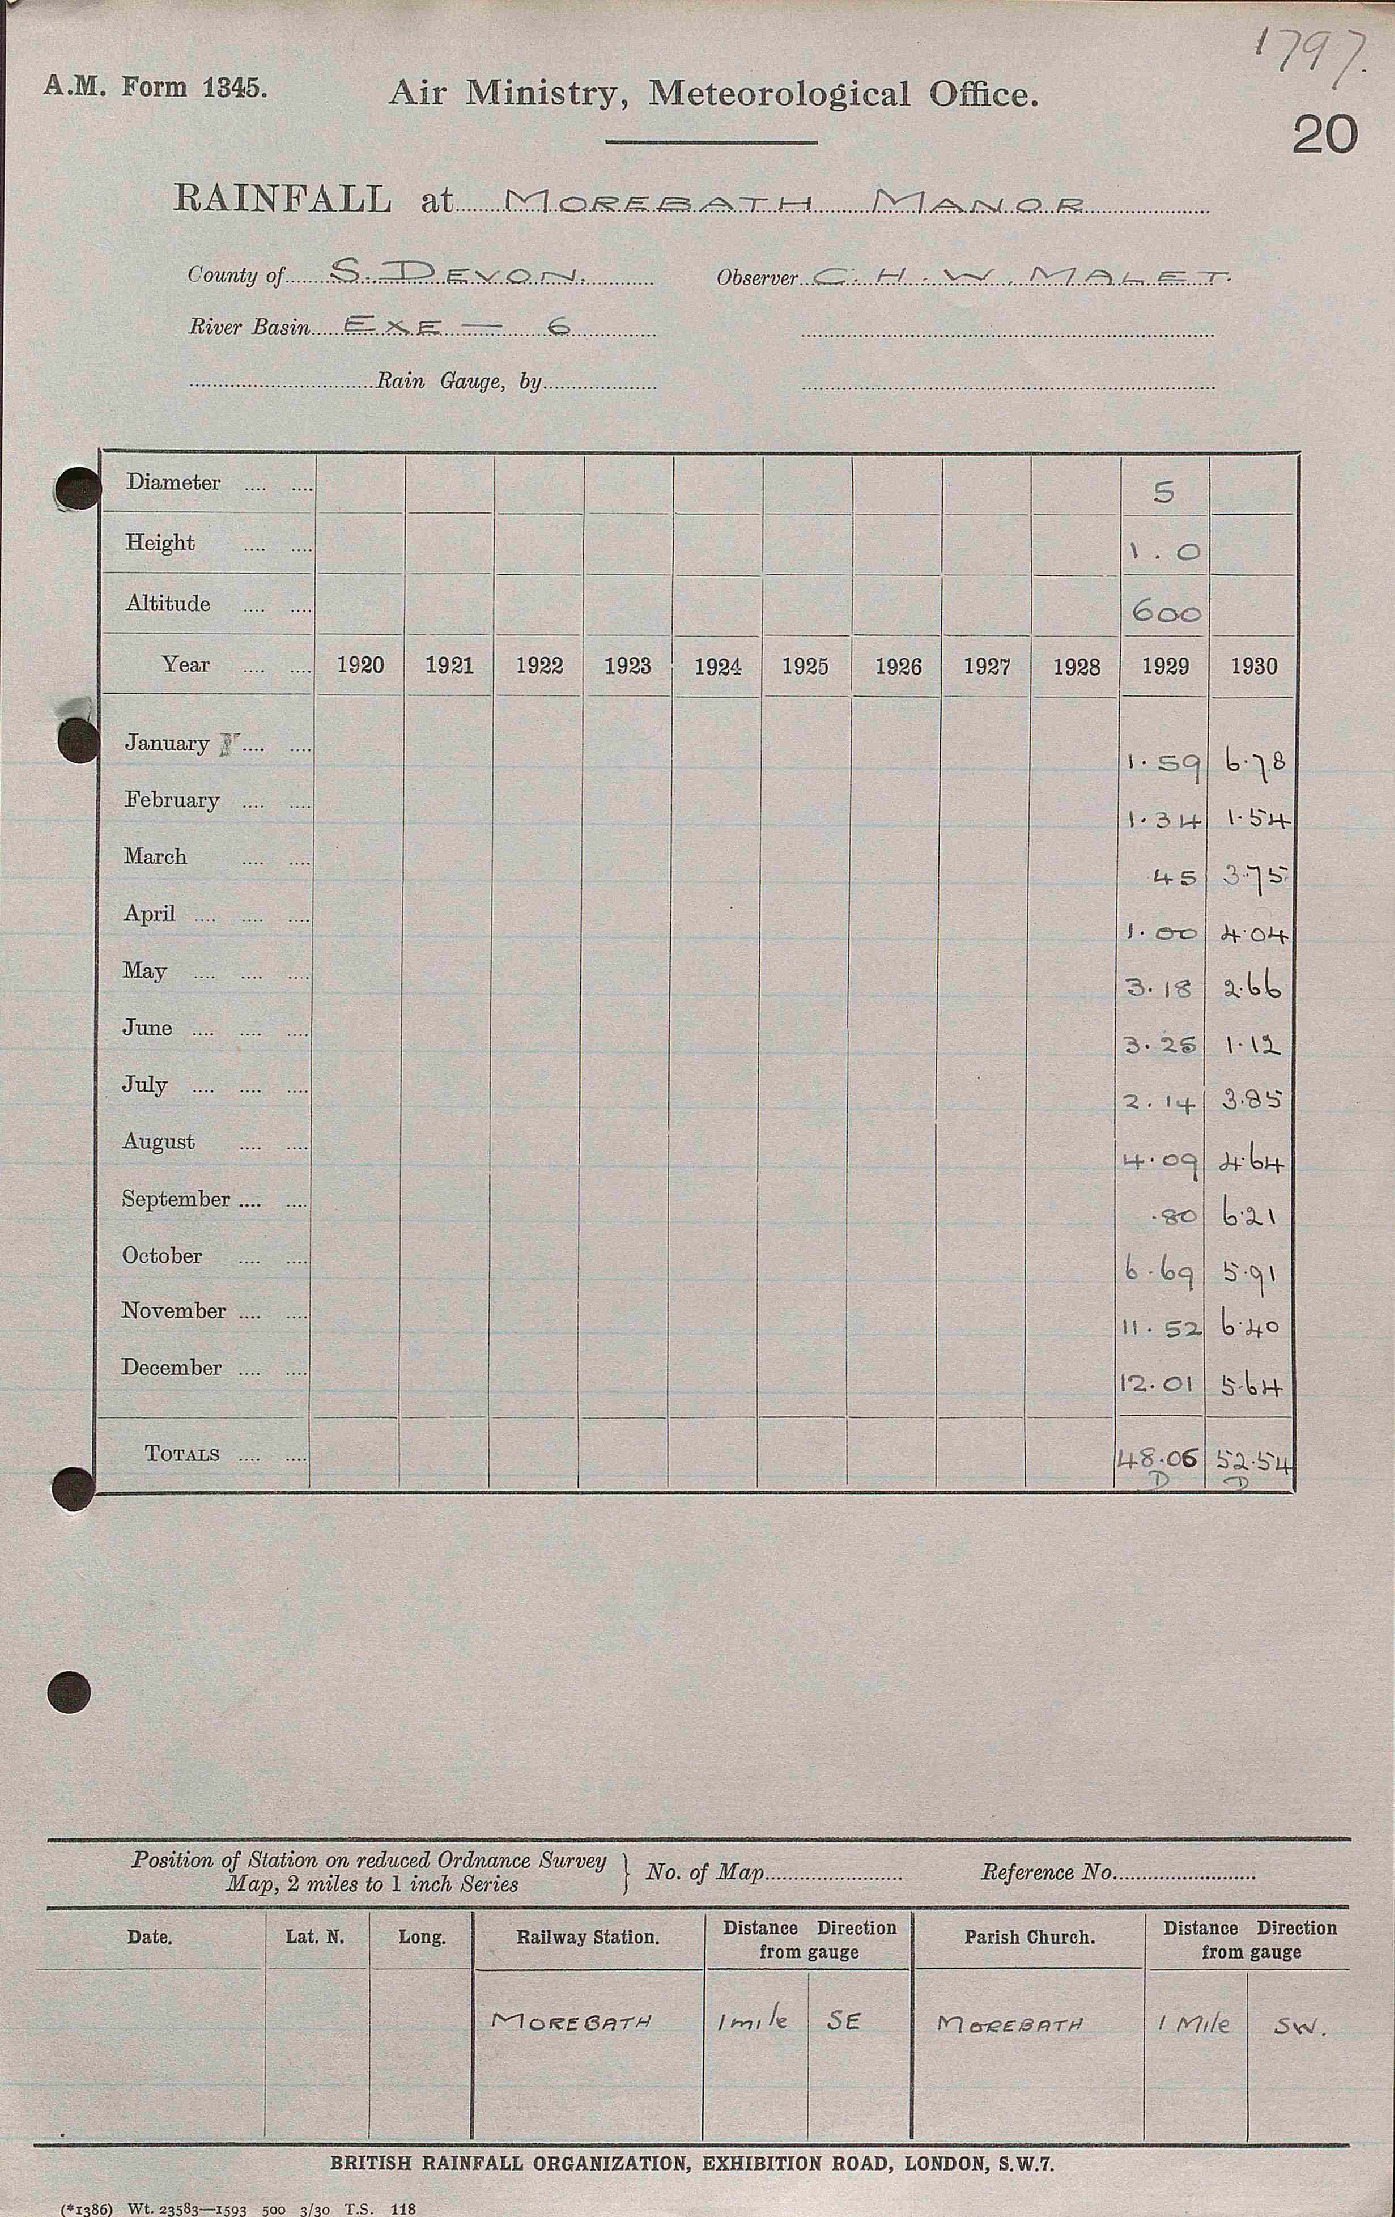 1797.
A.M. Form 1345. Air Ministry, Meteorological Office.
20
RAINFALL at MOREBATH MANOR
County of S. DEVON. Observer C. H. W. MALET.
River Basin EXE — 6
Rain Gauge, by
Diameter 5
Height 1.0
Altitude 600
Year 1920 1921 1922 1923 1924 1925 1926 1927 1928 1929 1930
January 1.59 6.78
February 1.34 1.54
March .45 3.75
April 1.00 4.04
May 3.18 2.66
June 3.25 1.12
July 2.14 3.85
August 4.09 4.64
September .80 6.21
October 6.69 5.91
November 11.52 6.40
December 12.01 5.64
TOTALS 48.06 52.54
D D
Position of Station on reduced Ordnance Survey
Map, 2 miles to 1 inch Series } No. of Map Reference No.
Date. Lat. N. Long. Railway Station. Distance Direction from gauge Parish Church. Distance Direction from gauge
MOREBATH 1 mile SE MOREBATH 1 Mile SW.
BRITISH RAINFALL ORGANIZATION, EXHIBITION ROAD, LONDON, S.W.7.
(*1386) Wt. 23583—1593 500 3/30 T.S. 118